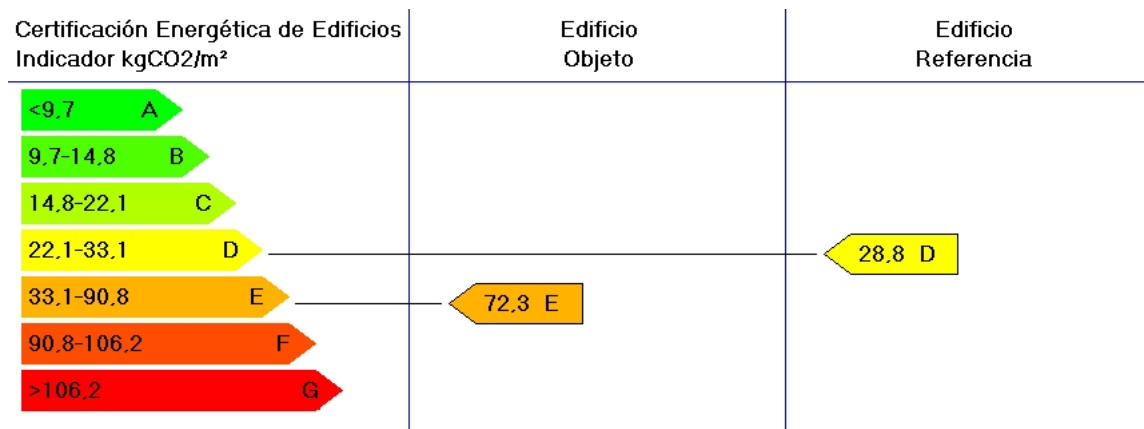 Certificación Energética de Edificios
Indicador kgCO2/m²
Edificio
Objeto
Edificio
Referencia
<9,7 A
9,7-14,8 B
14,8-22,1 C
22,1-33,1 D
28,8 D
33,1-90,8 E
72,3 E
90,8-106,2 F
>106,2 G